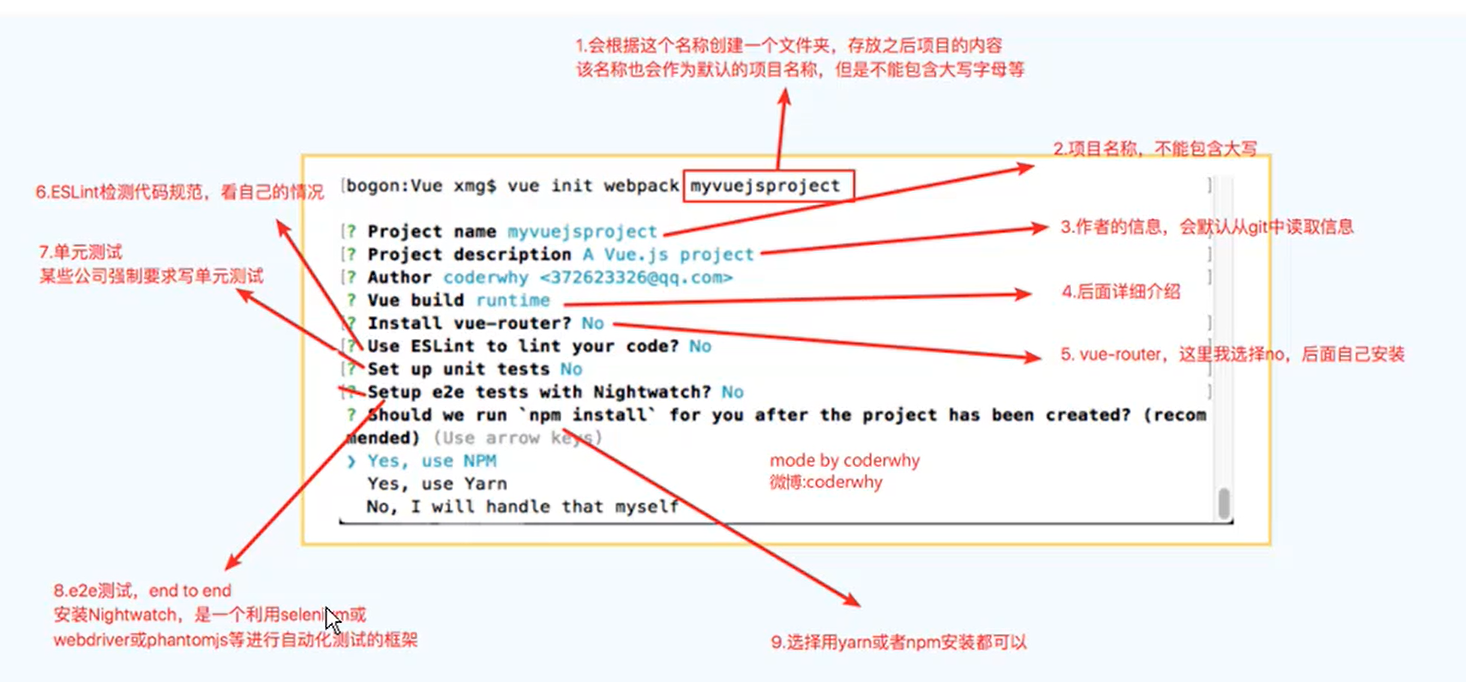 1.会根据这个名称创建一个文件夹，存放之后项目的内容
该名称也会作为默认的项目名称，但是不能包含大写字母等
2.项目名称，不能包含大写
6.ESLint检测代码规范，看自己的情况
[bogon:Vue xmg$ vue init webpack myvuejsproject ]
3.作者的信息，会默认从git中读取信息
7.单元测试
某些公司强制要求写单元测试
[? Project name myvuejsproject ]
[? Project description A Vue.js project ]
[? Author coderwhy <372623326@qq.com> ]
? Vue build runtime
4.后面详细介绍
[? Install vue-router? No ]
[? Use ESLint to lint your code? No ]
5. vue-router，这里我选择no，后面自己安装
[? Set up unit tests No ]
[? Setup e2e tests with Nightwatch? No ]
? Should we run `npm install` for you after the project has been created? (recom
mended) (Use arrow keys)
❯ Yes, use NPM
Yes, use Yarn
No, I will handle that myself
mode by coderwhy
微博:coderwhy
8.e2e测试，end to end
安装Nightwatch，是一个利用selenium或
webdriver或phantomjs等进行自动化测试的框架
9.选择用yarn或者npm安装都可以